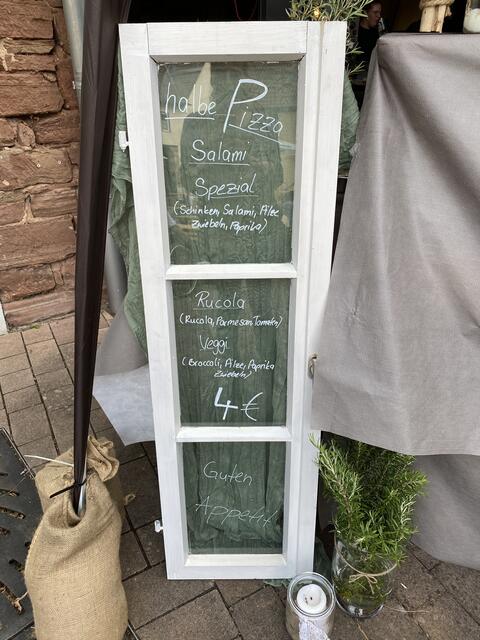 halbe Pizza
Salami
Spezial
(Schinken, Salami, Pilze
Zwiebeln, Paprika)
Rucola
(Rucola, Parmesan, Tomaten)
Veggi
(Broccoli, Pilze, Paprika
Zwiebeln)
4 €
Guten
Appetit